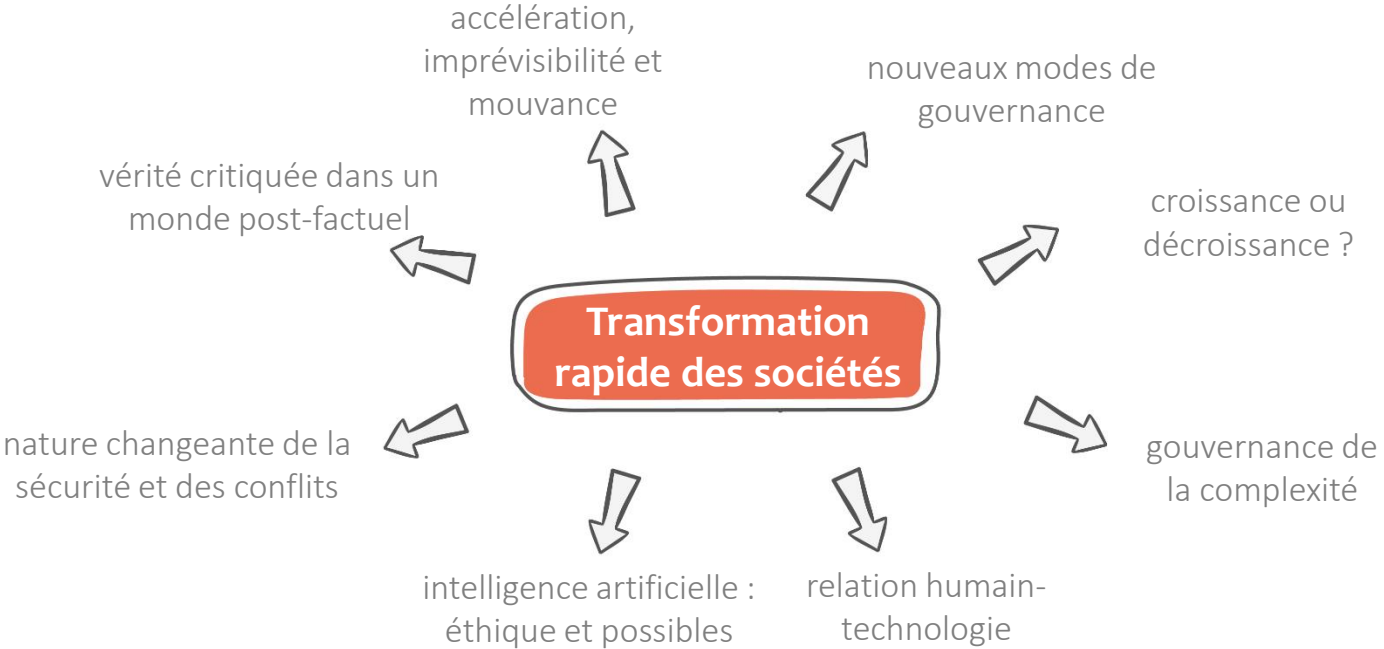 accélération,
imprévisibilité et
mouvance
nouveaux modes de
gouvernance
vérité critiquée dans un
monde post-factuel
croissance ou
décroissance ?
Transformation
rapide des sociétés
nature changeante de la
sécurité et des conflits
gouvernance de
la complexité
intelligence artificielle :
éthique et possibles
relation humain-
technologie